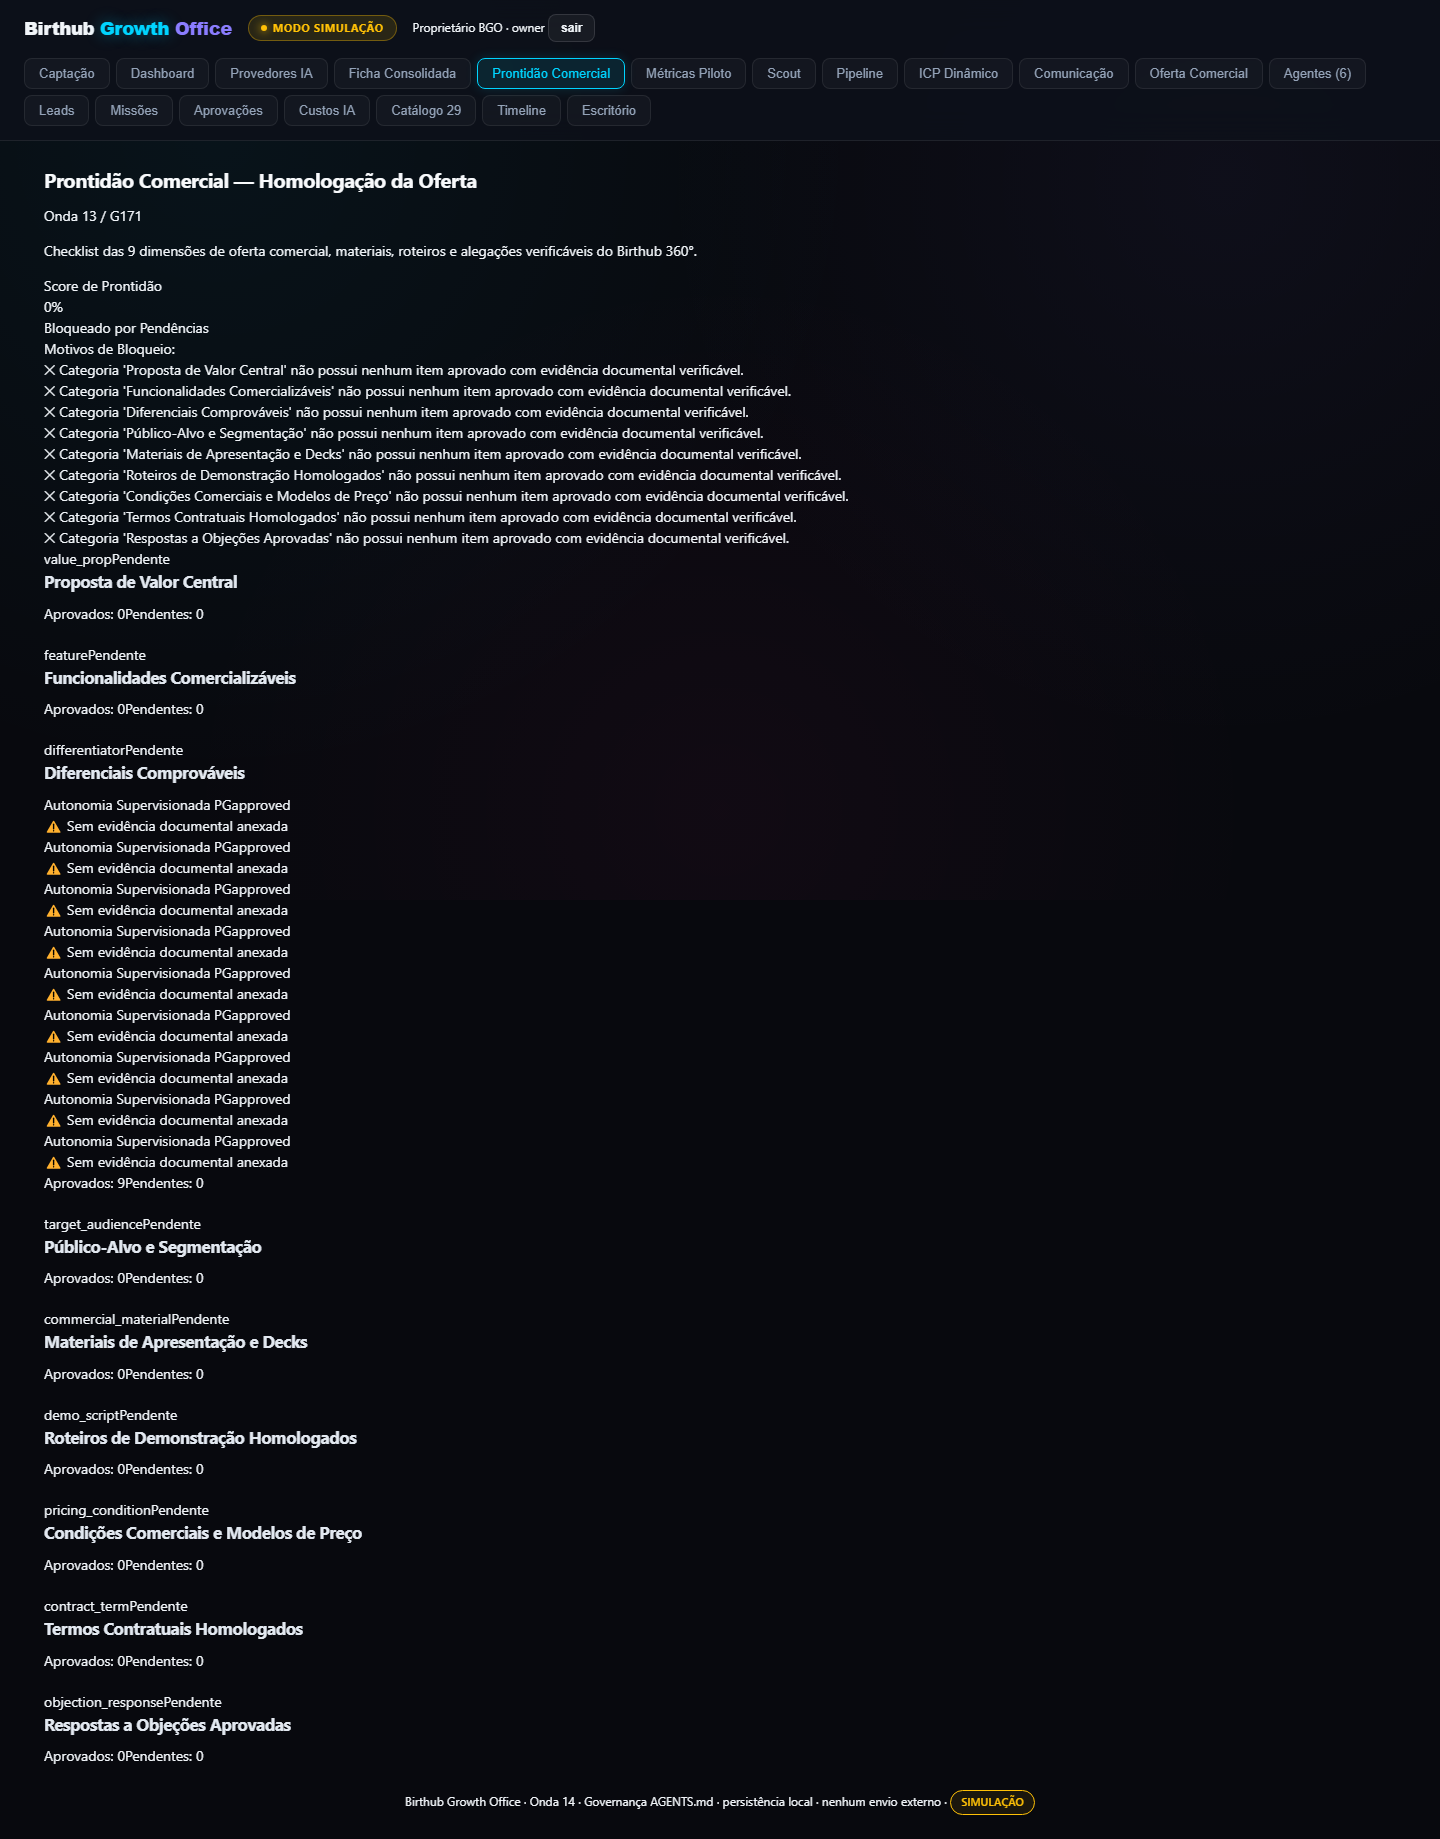 Birthub Growth Office MODO SIMULAÇÃO Proprietário BGO · owner sair
Captação Dashboard Provedores IA Ficha Consolidada Prontidão Comercial Métricas Piloto Scout Pipeline ICP Dinâmico Comunicação Oferta Comercial Agentes (6)
Leads Missões Aprovações Custos IA Catálogo 29 Timeline Escritório
Prontidão Comercial — Homologação da Oferta
Onda 13 / G171
Checklist das 9 dimensões de oferta comercial, materiais, roteiros e alegações verificáveis do Birthub 360°.
Score de Prontidão
0%
Bloqueado por Pendências
Motivos de Bloqueio:
✕ Categoria 'Proposta de Valor Central' não possui nenhum item aprovado com evidência documental verificável.
✕ Categoria 'Funcionalidades Comercializáveis' não possui nenhum item aprovado com evidência documental verificável.
✕ Categoria 'Diferenciais Comprováveis' não possui nenhum item aprovado com evidência documental verificável.
✕ Categoria 'Público-Alvo e Segmentação' não possui nenhum item aprovado com evidência documental verificável.
✕ Categoria 'Materiais de Apresentação e Decks' não possui nenhum item aprovado com evidência documental verificável.
✕ Categoria 'Roteiros de Demonstração Homologados' não possui nenhum item aprovado com evidência documental verificável.
✕ Categoria 'Condições Comerciais e Modelos de Preço' não possui nenhum item aprovado com evidência documental verificável.
✕ Categoria 'Termos Contratuais Homologados' não possui nenhum item aprovado com evidência documental verificável.
✕ Categoria 'Respostas a Objeções Aprovadas' não possui nenhum item aprovado com evidência documental verificável.
value_propPendente
Proposta de Valor Central
Aprovados: 0Pendentes: 0
featurePendente
Funcionalidades Comercializáveis
Aprovados: 0Pendentes: 0
differentiatorPendente
Diferenciais Comprováveis
Autonomia Supervisionada PGapproved
⚠ Sem evidência documental anexada
Autonomia Supervisionada PGapproved
⚠ Sem evidência documental anexada
Autonomia Supervisionada PGapproved
⚠ Sem evidência documental anexada
Autonomia Supervisionada PGapproved
⚠ Sem evidência documental anexada
Autonomia Supervisionada PGapproved
⚠ Sem evidência documental anexada
Autonomia Supervisionada PGapproved
⚠ Sem evidência documental anexada
Autonomia Supervisionada PGapproved
⚠ Sem evidência documental anexada
Autonomia Supervisionada PGapproved
⚠ Sem evidência documental anexada
Autonomia Supervisionada PGapproved
⚠ Sem evidência documental anexada
Aprovados: 9Pendentes: 0
target_audiencePendente
Público-Alvo e Segmentação
Aprovados: 0Pendentes: 0
commercial_materialPendente
Materiais de Apresentação e Decks
Aprovados: 0Pendentes: 0
demo_scriptPendente
Roteiros de Demonstração Homologados
Aprovados: 0Pendentes: 0
pricing_conditionPendente
Condições Comerciais e Modelos de Preço
Aprovados: 0Pendentes: 0
contract_termPendente
Termos Contratuais Homologados
Aprovados: 0Pendentes: 0
objection_responsePendente
Respostas a Objeções Aprovadas
Aprovados: 0Pendentes: 0
Birthub Growth Office · Onda 14 · Governança AGENTS.md · persistência local · nenhum envio externo · SIMULAÇÃO